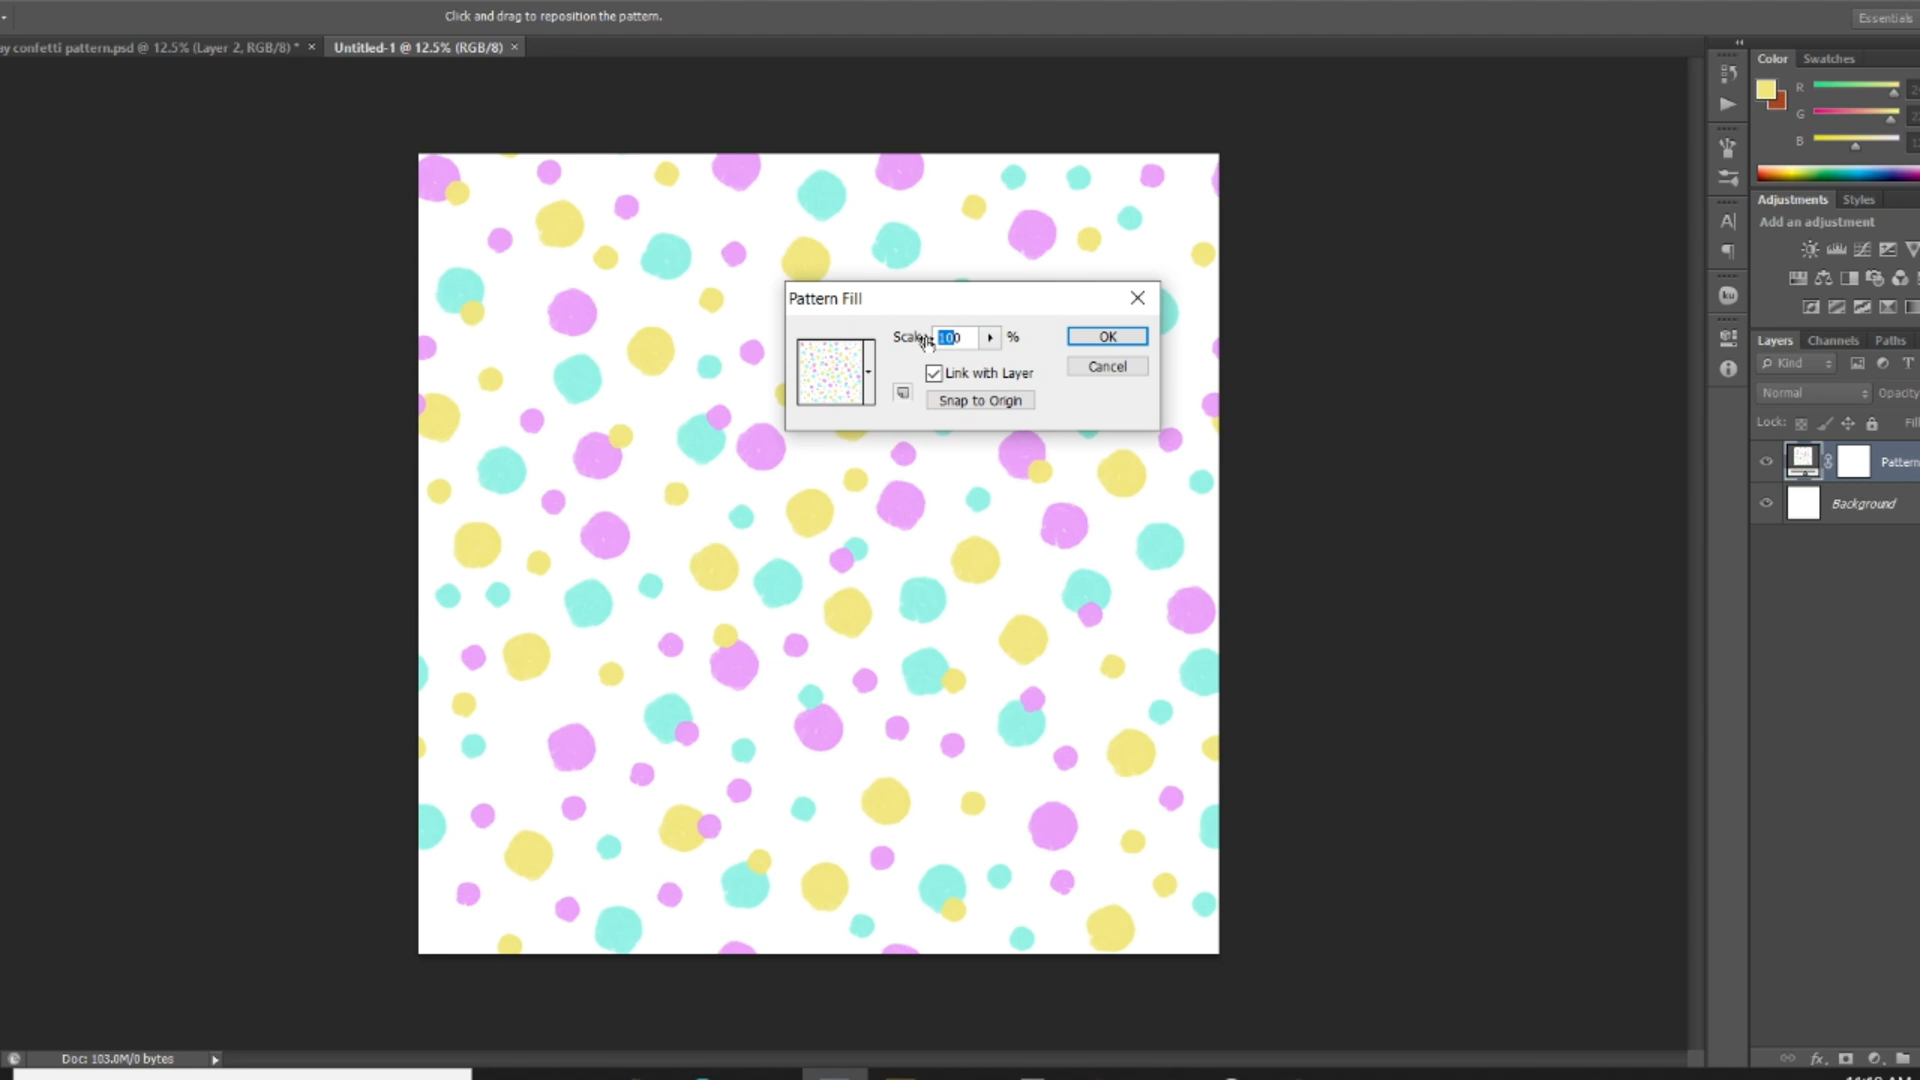 Click and drag to reposition the pattern.
Essentials
ay confetti pattern.psd @ 12.5% (Layer 2, RGB/8) * ×
Untitled-1 @ 12.5% (RGB/8) ×
Color Swatches
R
G
B
Adjustments Styles
Add an adjustment
Pattern Fill
Scale: 100 %
OK
Link with Layer
Cancel
Snap to Origin
Layers Channels Paths
Kind
Normal Opacity
Lock: Fill
Pattern
Background
Doc: 103.0M/0 bytes